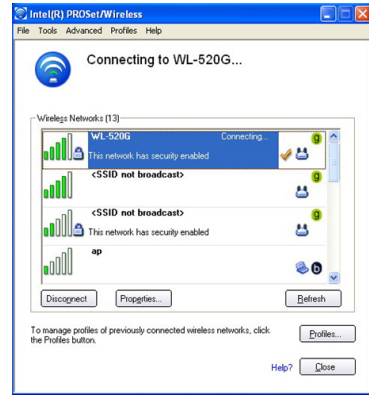 Intel(R) PROSet/Wireless
File Tools Advanced Profiles Help
Connecting to WL-520G...
Wireless Networks (13)
WL-520G Connecting... g
This network has security enabled
<SSID not broadcast> g
<SSID not broadcast> g
This network has security enabled
ap b
Disconnect Properties... Refresh
To manage profiles of previously connected wireless networks, click
the Profiles button. Profiles...
Help? Close